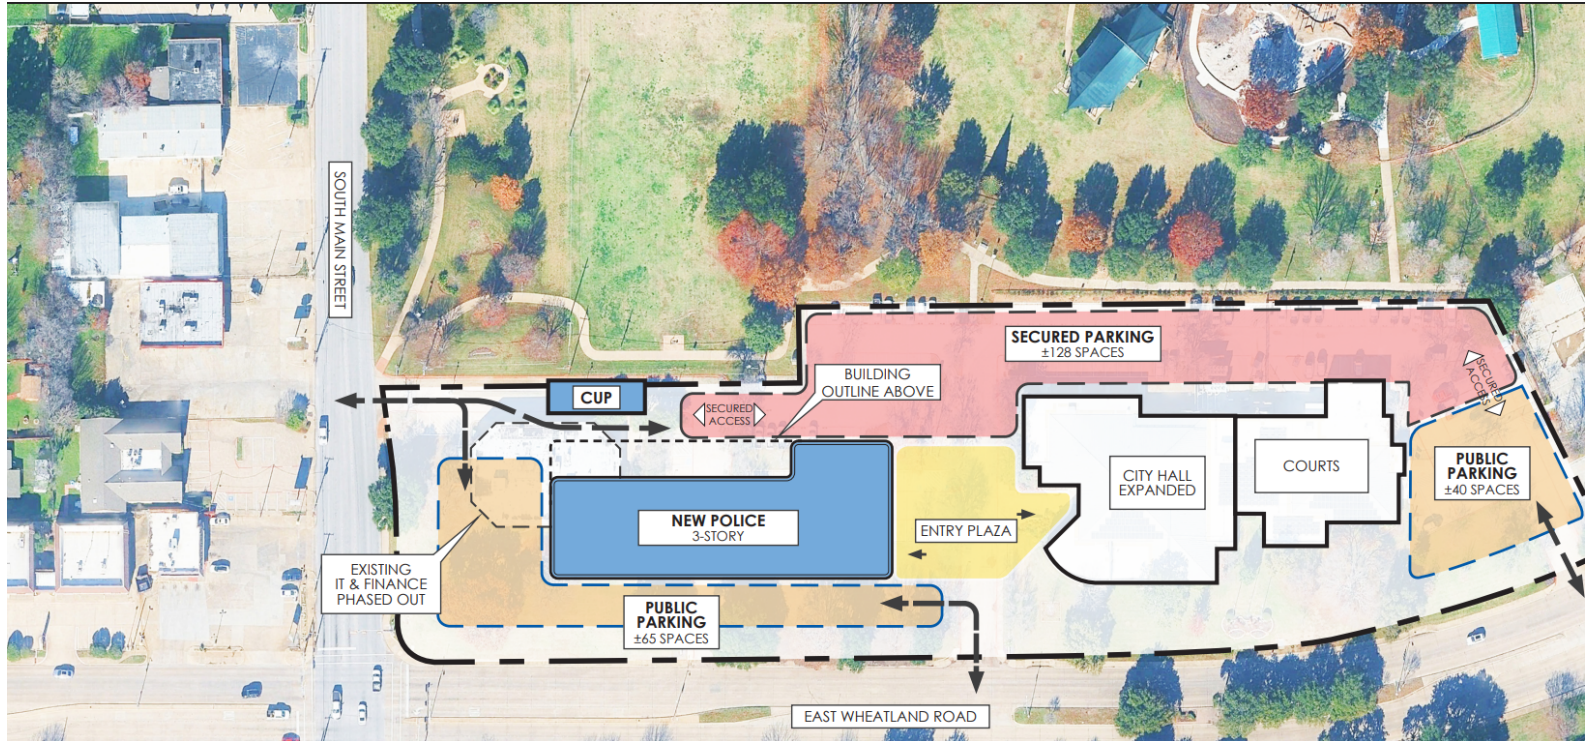 SOUTH MAIN STREET
SECURED PARKING
±128 SPACES
BUILDING
OUTLINE ABOVE
CUP
SECURED
ACCESS
SECURED
ACCESS
PUBLIC
PARKING
±40 SPACES
CITY HALL
EXPANDED
COURTS
NEW POLICE
3-STORY
ENTRY PLAZA
EXISTING
IT & FINANCE
PHASED OUT
PUBLIC
PARKING
±65 SPACES
EAST WHEATLAND ROAD